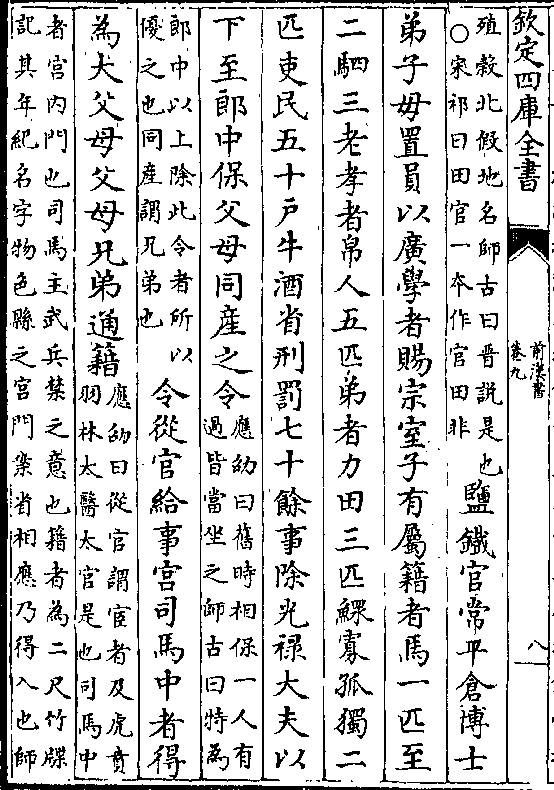 欽定四庫全書
前漢書
卷九
八
殖穀北假地名師古曰晋説是也
○宋祁曰田官一本作官田非
鹽鐵官常平倉博士
弟子毋置員以廣學者賜宗室子有屬籍者馬一匹至
二駟三老孝者帛人五匹弟者力田三匹鰥寡孤獨二
匹吏民五十戸牛酒省刑罰七十餘事除光禄大夫以
下至郎中保父母同産之令
應劭曰舊時相保一人有
過皆當坐之師古曰特為
郎中以上除此令者所以
優之也同産謂兄弟也
令從官給事宫司馬中者得
為大父母父母兄弟通籍
應劭曰從官謂宦者及虎賁
羽林太醫太官是也司馬中
者宫内門也司馬主武兵禁之意也籍者為二尺竹牒
記其年紀名字物色縣之宫門案省相應乃得入也師